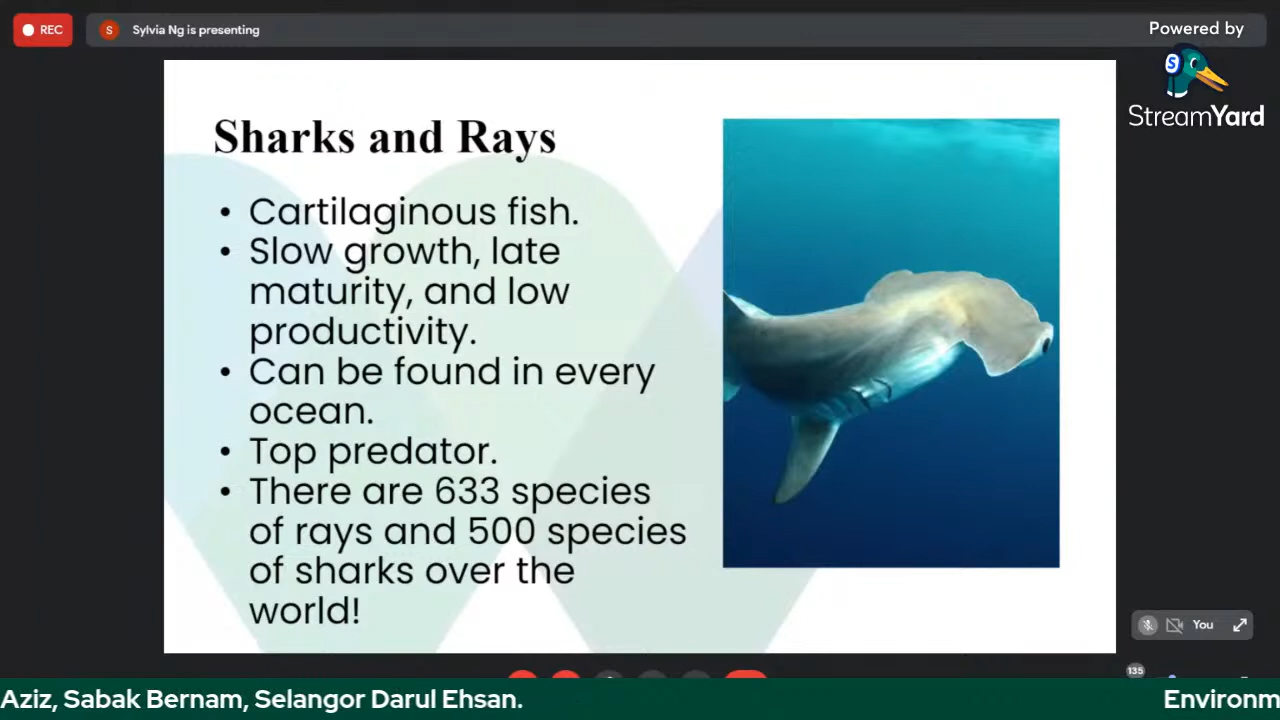 REC
S
Sylvia Ng is presenting
Powered by
S
StreamYard
Sharks and Rays
• Cartilaginous fish.
• Slow growth, late
maturity, and low
productivity.
• Can be found in every
ocean.
• Top predator.
• There are 633 species
of rays and 500 species
of sharks over the
world!
You
135
Aziz, Sabak Bernam, Selangor Darul Ehsan.
Environm